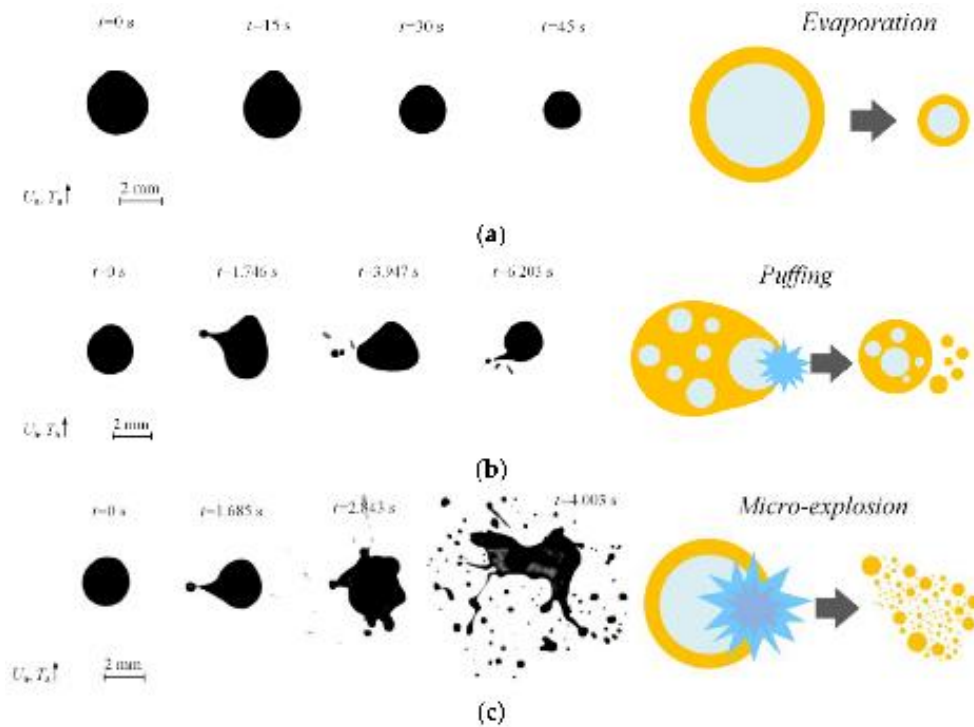 t=0 s t=15 s t=30 s t=45 s Evaporation
2 mm
(a)
t=0 s t=1.746 s t=3.947 s t=6.203 s Puffing
2 mm
(b)
t=0 s t=1.685 s t=2.843 s t=4.003 s Micro-explosion
2 mm
(c)